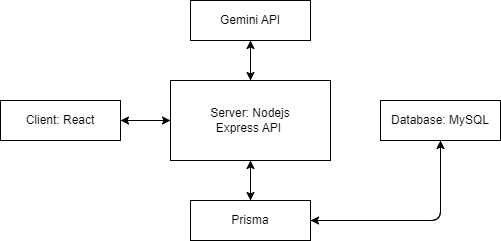 Gemini API
Client: React
Server: Nodejs
Express API
Database: MySQL
Prisma